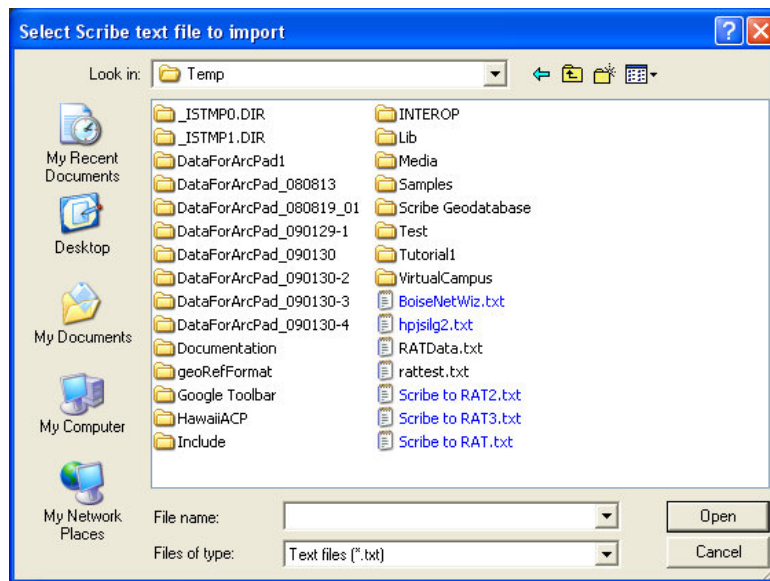 Select Scribe text file to import
Look in:
Temp
My Recent
Documents
Desktop
My Documents
My Computer
My Network
Places
_ISTMP0.DIR
_ISTMP1.DIR
DataForArcPad1
DataForArcPad_080813
DataForArcPad_080819_01
DataForArcPad_090129-1
DataForArcPad_090130
DataForArcPad_090130-2
DataForArcPad_090130-3
DataForArcPad_090130-4
Documentation
geoRefFormat
Google Toolbar
HawaiiACP
Include
INTEROP
Lib
Media
Samples
Scribe Geodatabase
Test
Tutorial1
VirtualCampus
BoiseNetWiz.txt
hpjsilg2.txt
RATData.txt
rattest.txt
Scribe to RAT2.txt
Scribe to RAT3.txt
Scribe to RAT.txt
File name:
Open
Files of type:
Text files (*.txt)
Cancel